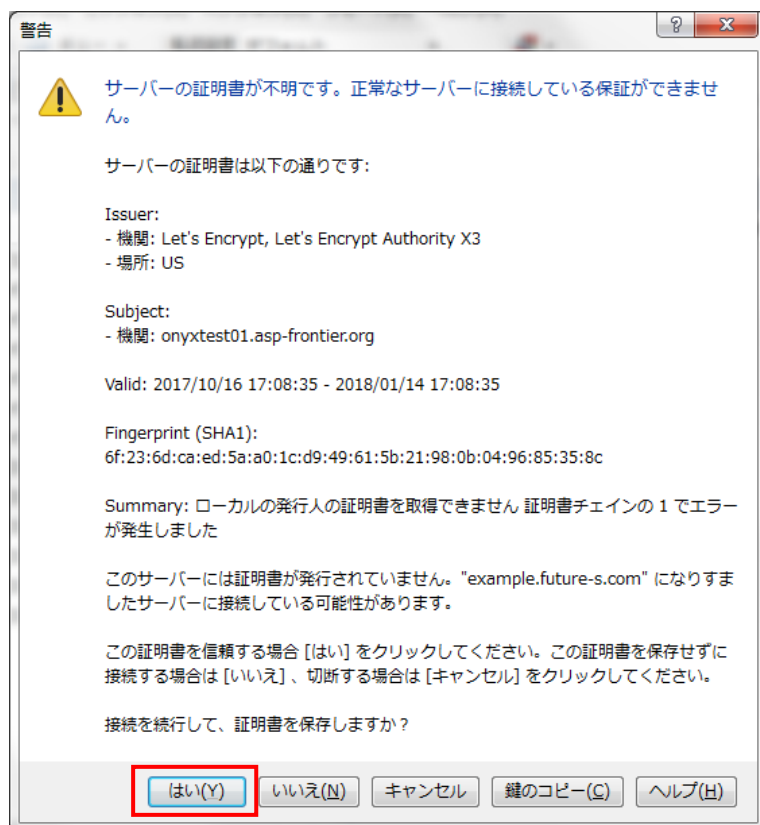 警告
サーバーの証明書が不明です。正常なサーバーに接続している保証ができませ
ん。
サーバーの証明書は以下の通りです:
Issuer:
- 機関: Let's Encrypt, Let's Encrypt Authority X3
- 場所: US
Subject:
- 機関: onyxtest01.asp-frontier.org
Valid: 2017/10/16 17:08:35 - 2018/01/14 17:08:35
Fingerprint (SHA1):
6f:23:6d:ca:ed:5a:a0:1c:d9:49:61:5b:21:98:0b:04:96:85:35:8c
Summary: ローカルの発行人の証明書を取得できません 証明書チェインの 1 でエラー
が発生しました
このサーバーには証明書が発行されていません。"example.future-s.com" になりすま
したサーバーに接続している可能性があります。
この証明書を信頼する場合 [はい] をクリックしてください。この証明書を保存せずに
接続する場合は [いいえ] 、切断する場合は [キャンセル] をクリックしてください。
接続を続行して、証明書を保存しますか？
はい(Y) いいえ(N) キャンセル 鍵のコピー(C) ヘルプ(H)